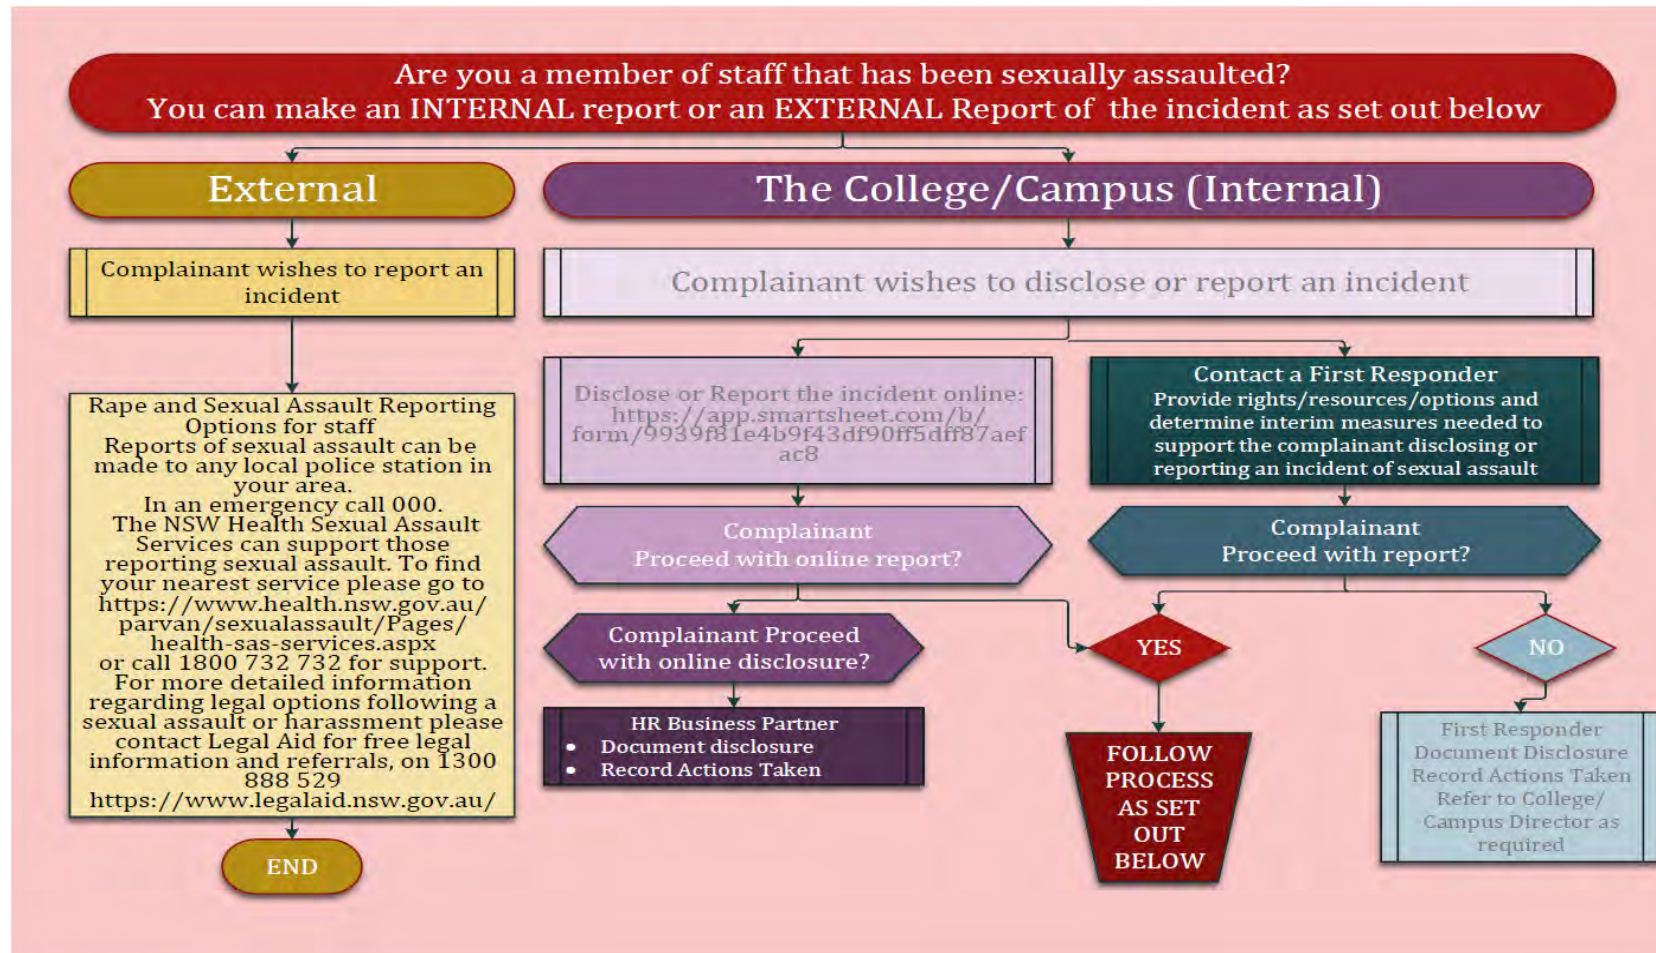 Are you a member of staff that has been sexually assaulted?
You can make an INTERNAL report or an EXTERNAL Report of the incident as set out below
External
The College/Campus (Internal)
Complainant wishes to report an
incident
Complainant wishes to disclose or report an incident
Rape and Sexual Assault Reporting
Options for staff
Reports of sexual assault can be
made to any local police station in
your area.
In an emergency call 000.
The NSW Health Sexual Assault
Services can support those
reporting sexual assault. To find
your nearest service please go to
https://www.health.nsw.gov.au/
parvan/sexualassault/Pages/
health-sas-services.aspx
or call 1800 732 732 for support.
For more detailed information
regarding legal options following a
sexual assault or harassment please
contact Legal Aid for free legal
information and referrals, on 1300
888 529
https://www.legalaid.nsw.gov.au/
END
Disclose or Report the incident online:
https://app.smartsheet.com/b/
form/9939f81e4b9f43df90ff5dff87aef
ac8
Contact a First Responder
Provide rights/resources/options and
determine interim measures needed to
support the complainant disclosing or
reporting an incident of sexual assault
Complainant
Proceed with online report?
Complainant
Proceed with report?
Complainant Proceed
with online disclosure?
YES
NO
HR Business Partner
• Document disclosure
• Record Actions Taken
FOLLOW
PROCESS
AS SET
OUT
BELOW
First Responder
Document Disclosure
Record Actions Taken
Refer to College/
Campus Director as
required